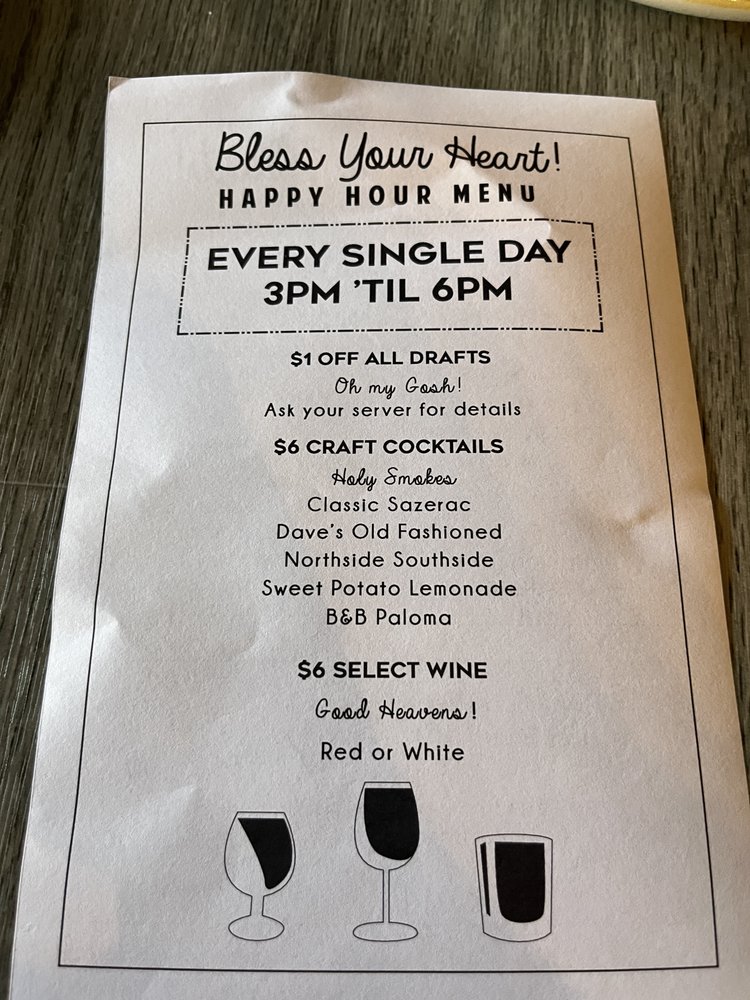 Bless Your Heart!
HAPPY HOUR MENU
EVERY SINGLE DAY
3PM 'TIL 6PM
$1 OFF ALL DRAFTS
Oh my Gosh!
Ask your server for details
$6 CRAFT COCKTAILS
Holy Smokes
Classic Sazerac
Dave's Old Fashioned
Northside Southside
Sweet Potato Lemonade
B&B Paloma
$6 SELECT WINE
Good Heavens!
Red or White